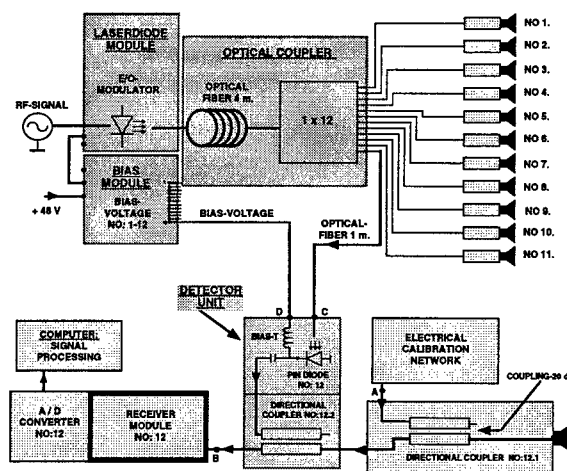 LASERDIODE
MODULE
E/O-
MODULATOR
RF-SIGNAL
OPTICAL COUPLER
OPTICAL
FIBER 4 m.
1 x 12
NO 1.
NO 2.
NO 3.
NO 4.
NO 5.
NO 6.
NO 7.
NO 8.
NO 9.
NO 10.
NO 11.
BIAS
MODULE
BIAS-
VOLTAGE
NO: 1-12
+ 48 V
BIAS-VOLTAGE
OPTICAL-
FIBER 1 m.
DETECTOR
UNIT
D
C
BIAS-T
PIN DIODE
NO: 12
DIRECTIONAL
COUPLER NO:12.2
COMPUTER:
SIGNAL
PROCESSING
A / D
CONVERTER
NO:12
RECEIVER
MODULE
NO: 12
B
ELECTRICAL
CALIBRATION
NETWORK
A
COUPLING-20 d
DIRECTIONAL COUPLER NO:12.1